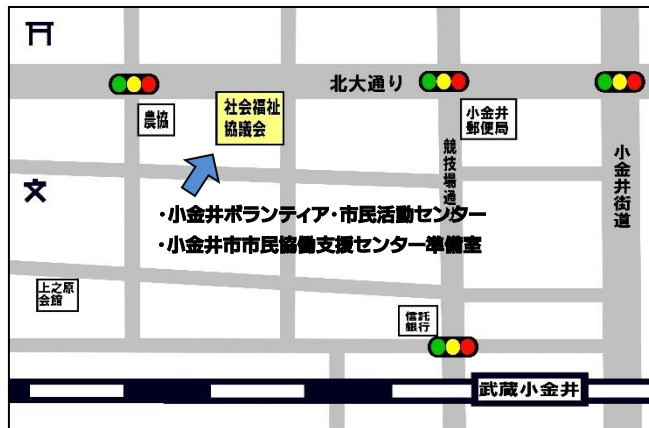 北大通り
農協
社会福祉
協議会
小金井
郵便局
競技場通
小金井街道
・小金井ボランティア・市民活動センター
・小金井市市民協働支援センター準備室
上之原
会館
信託
銀行
武蔵小金井